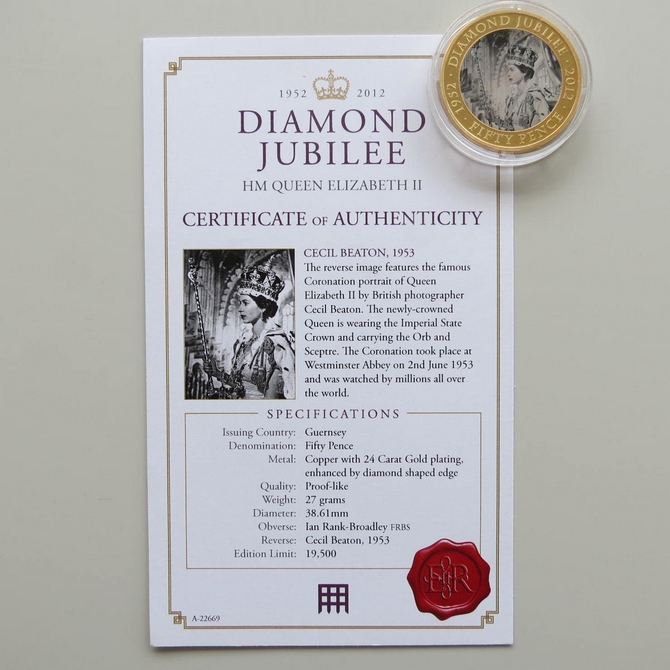 DIAMOND JUBILEE · 2012 · FIFTY PENCE · 1952 ·
1952 2012
DIAMOND
JUBILEE
HM QUEEN ELIZABETH II
CERTIFICATE OF AUTHENTICITY
CECIL BEATON, 1953
The reverse image features the famous
Coronation portrait of Queen
Elizabeth II by British photographer
Cecil Beaton. The newly-crowned
Queen is wearing the Imperial State
Crown and carrying the Orb and
Sceptre. The Coronation took place at
Westminster Abbey on 2nd June 1953
and was watched by millions all over
the world.
SPECIFICATIONS
Issuing Country: Guernsey
Denomination: Fifty Pence
Metal: Copper with 24 Carat Gold plating,
enhanced by diamond shaped edge
Quality: Proof-like
Weight: 27 grams
Diameter: 38.61mm
Obverse: Ian Rank-Broadley FRBS
Reverse: Cecil Beaton, 1953
Edition Limit: 19,500
EIIR
A-22669